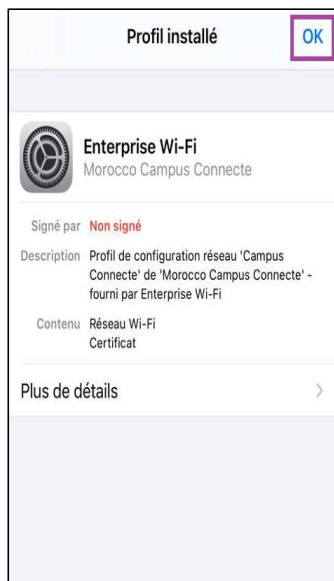 Profil installé OK
Enterprise Wi-Fi
Morocco Campus Connecte
Signé par Non signé
Description Profil de configuration réseau 'Campus
Connecte' de 'Morocco Campus Connecte' -
fourni par Enterprise Wi-Fi
Contenu Réseau Wi-Fi
Certificat
Plus de détails